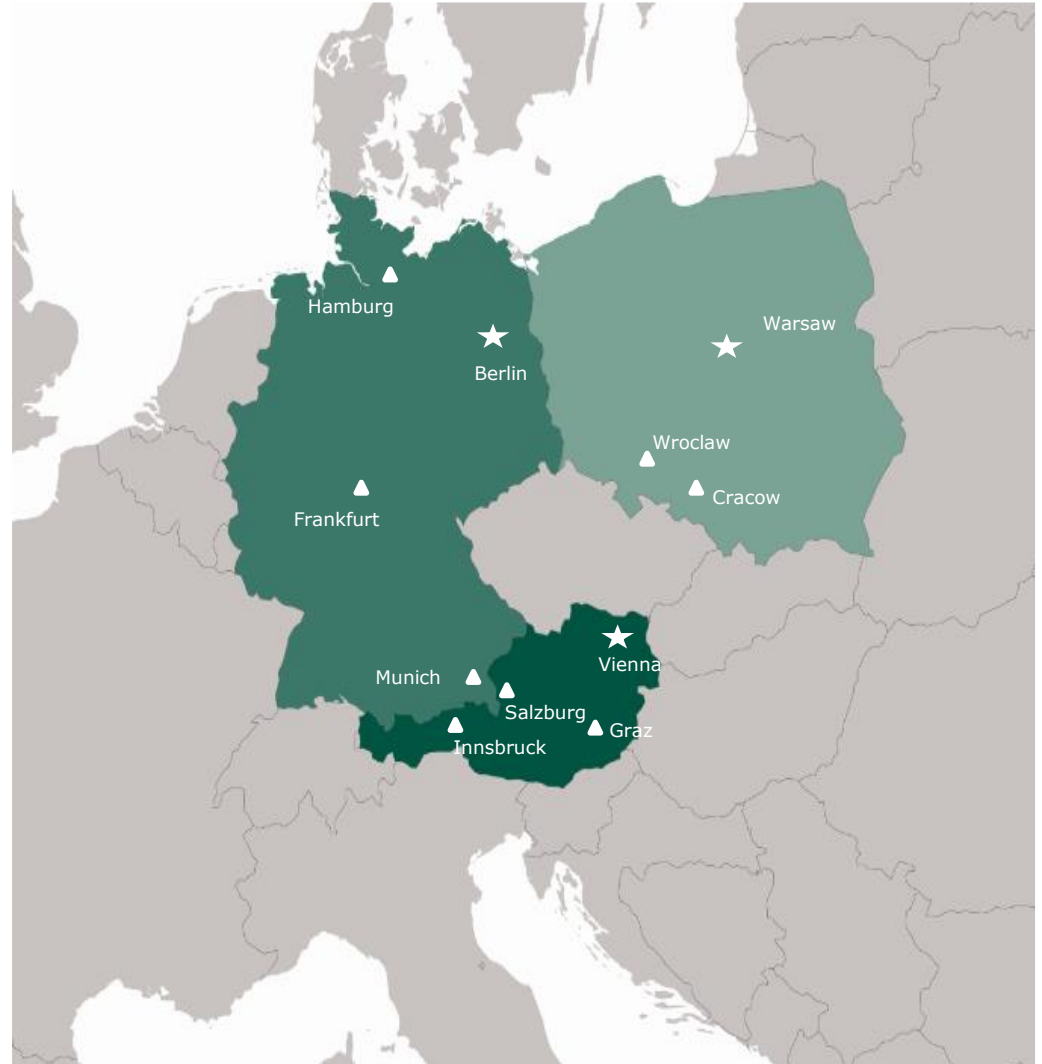 Hamburg
Warsaw
Berlin
Wroclaw
Cracow
Frankfurt
Vienna
Munich
Salzburg
Graz
Innsbruck